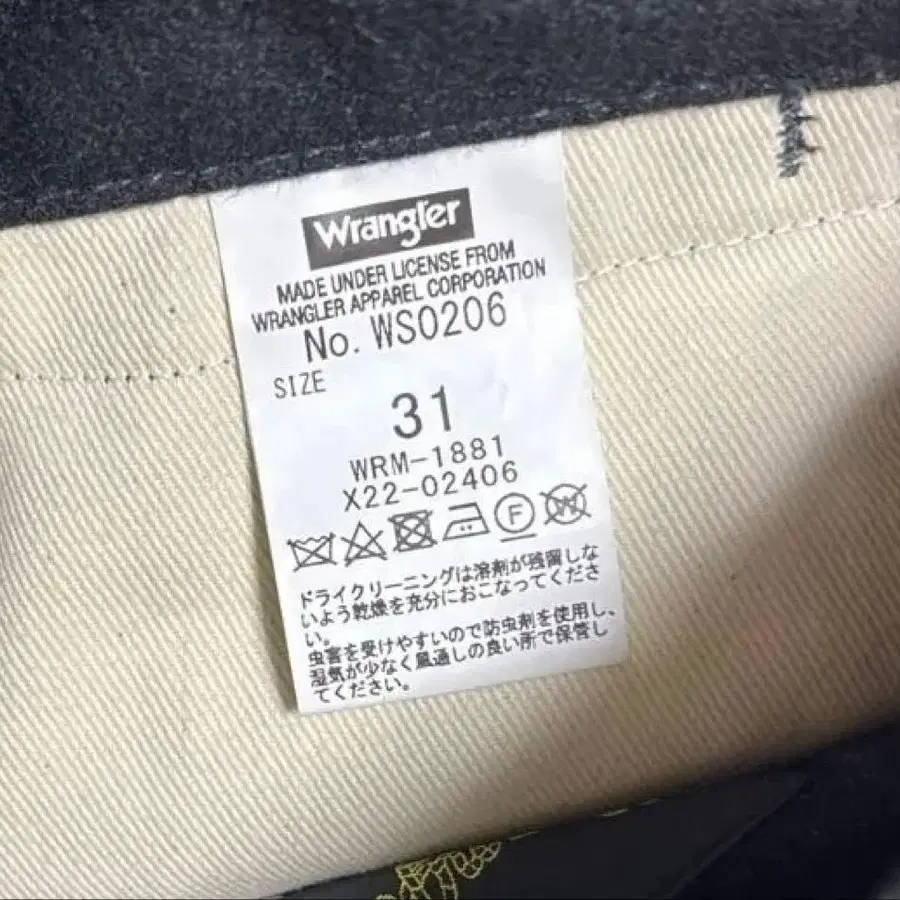 Wrangler
MADE UNDER LICENSE FROM
WRANGLER APPAREL CORPORATION
No. WS0206
SIZE
31
WRM-1881
X22-02406
F W
ドライクリーニングは溶剤が残留しな
いよう乾燥を充分におこなってくださ
い。
虫害を受けやすいので防虫剤を使用し、
湿気が少なく風通しの良い所で保管し
てください。